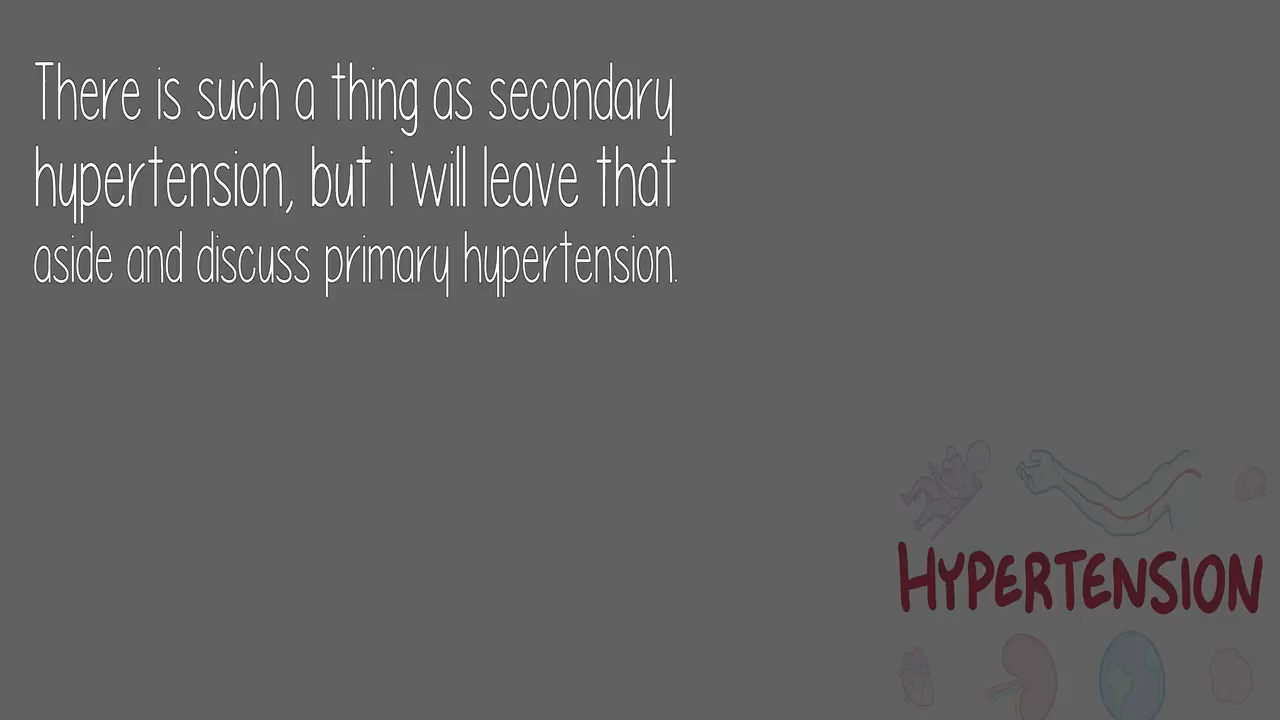 There is such a thing as secondary
hypertension, but i will leave that
aside and discuss primary hypertension.
HYPERTENSION